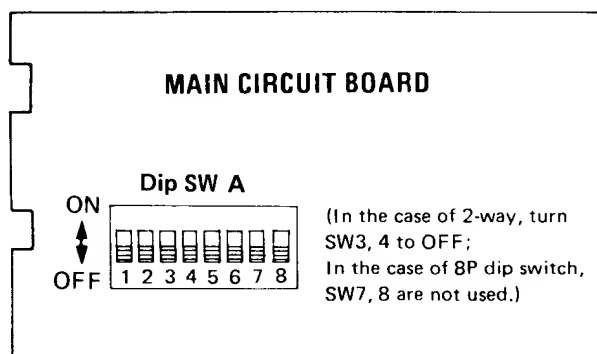 MAIN CIRCUIT BOARD
Dip SW A
ON
OFF
1 2 3 4 5 6 7 8
(In the case of 2-way, turn
SW3, 4 to OFF;
In the case of 8P dip switch,
SW7, 8 are not used.)